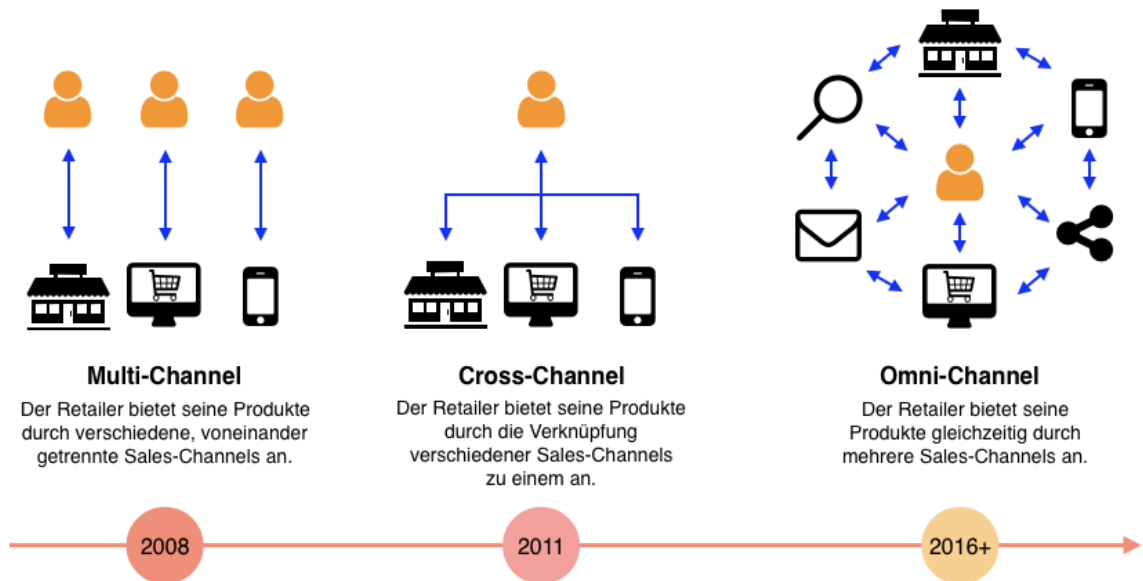 Multi-Channel
Der Retailer bietet seine Produkte
durch verschiedene, voneinander
getrennte Sales-Channels an.
Cross-Channel
Der Retailer bietet seine Produkte
durch die Verknüpfung
verschiedener Sales-Channels
zu einem an.
Omni-Channel
Der Retailer bietet seine
Produkte gleichzeitig durch
mehrere Sales-Channels an.
2008
2011
2016+